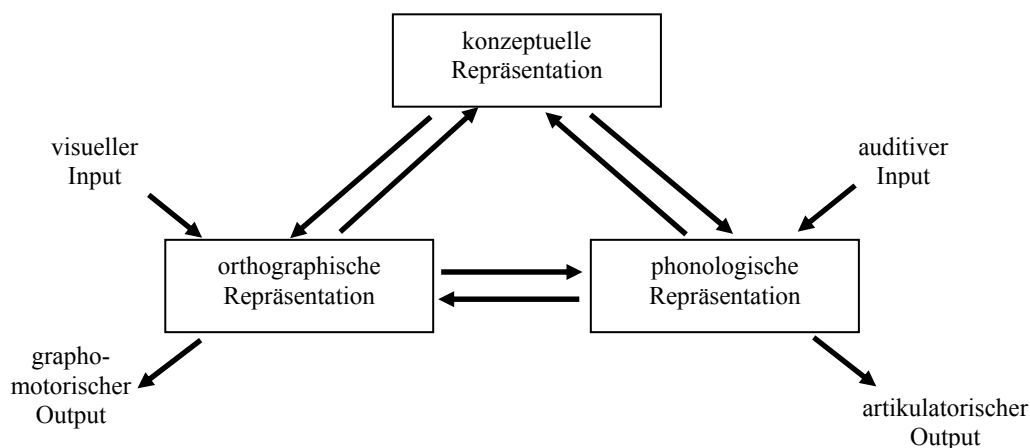 konzeptuelle
Repräsentation
visueller
Input
auditiver
Input
orthographische
Repräsentation
phonologische
Repräsentation
grapho-
motorischer
Output
artikulatorischer
Output